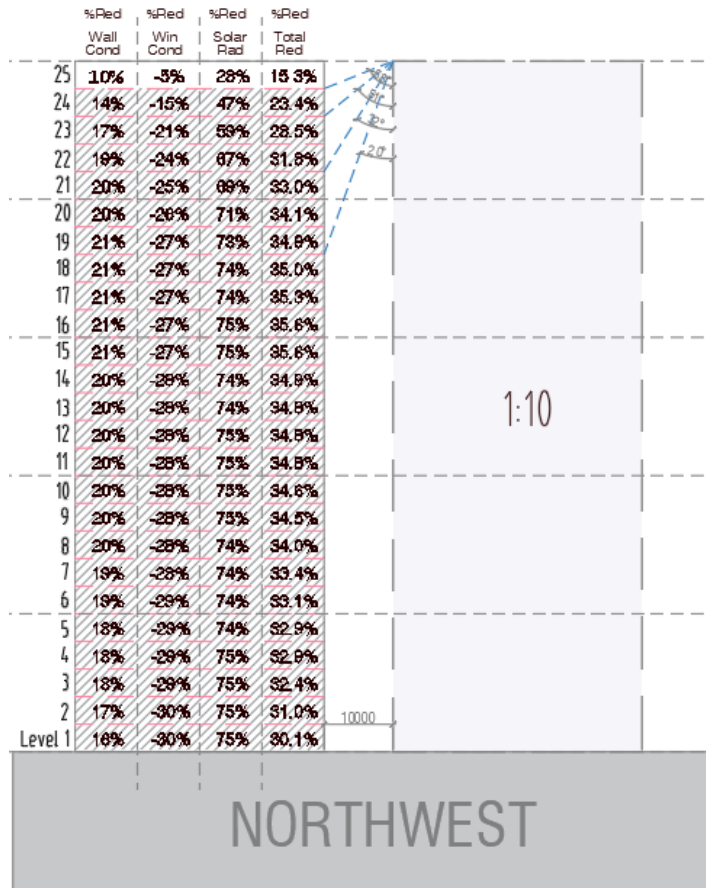 %Red %Red %Red %Red
Wall Cond Win Cond Solar Rad Total Red
25 10% -5% 28% 15.3%
24 14% -15% 47% 23.4%
23 17% -21% 59% 28.5%
22 19% -24% 67% 31.8%
21 20% -25% 69% 33.0%
20 20% -26% 71% 34.1%
19 21% -27% 73% 34.9%
18 21% -27% 74% 35.0%
17 21% -27% 74% 35.3%
16 21% -27% 75% 35.6%
15 21% -27% 75% 35.6%
14 20% -28% 74% 34.9%
13 20% -28% 74% 34.9%
12 20% -28% 75% 34.9%
11 20% -28% 75% 34.9%
10 20% -28% 75% 34.6%
9 20% -28% 75% 34.5%
8 20% -28% 74% 34.0%
7 19% -28% 74% 33.4%
6 19% -29% 74% 33.1%
5 18% -29% 74% 32.9%
4 18% -29% 75% 32.9%
3 18% -29% 75% 32.4%
2 17% -30% 75% 31.0%
Level 1 16% -30% 75% 30.1%
51°
32°
20°
1:10
10000
NORTHWEST